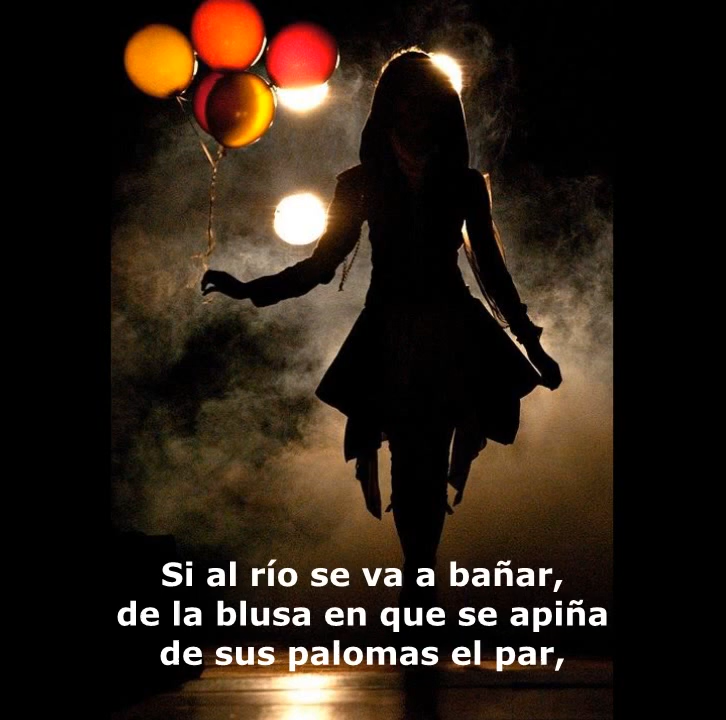 Si al río se va a bañar,
de la blusa en que se apiña
de sus palomas el par,